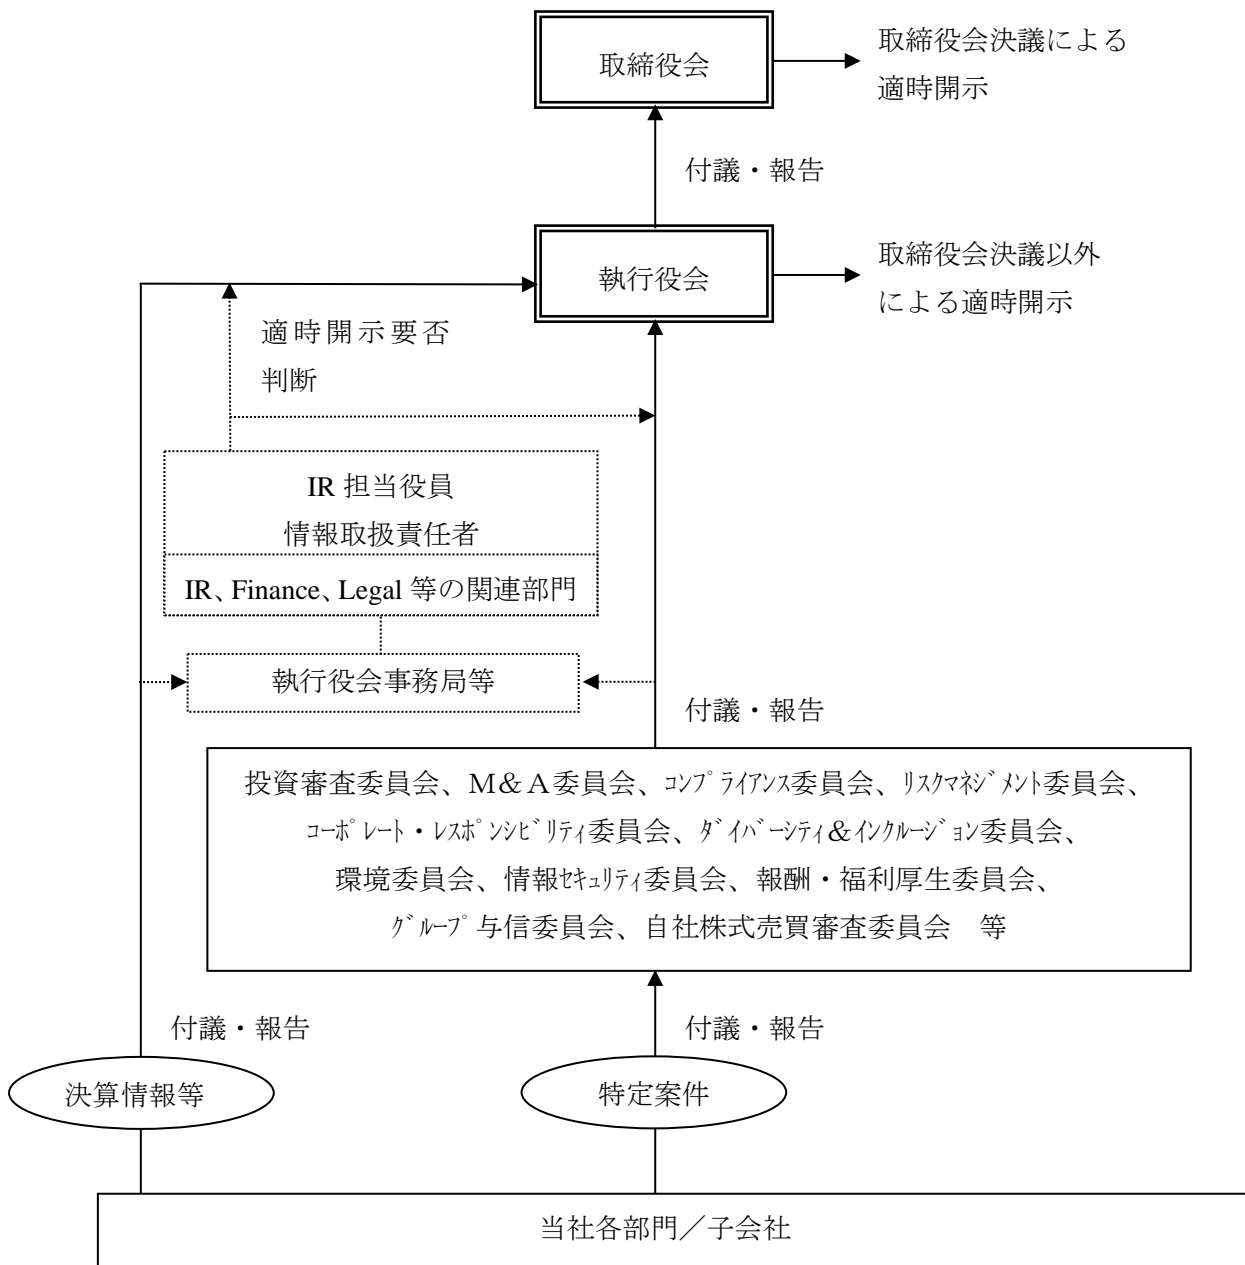 取締役会
取締役会決議による
適時開示
付議・報告
執行役会
取締役会決議以外
による適時開示
適時開示要否
判断
IR 担当役員
情報取扱責任者
IR、Finance、Legal 等の関連部門
執行役会事務局等
付議・報告
投資審査委員会、M&A委員会、ｺﾝﾌﾟﾗｲｱﾝｽ委員会、ﾘｽｸﾏﾈｼﾞﾒﾝﾄ委員会、
ｺｰﾎﾟﾚｰﾄ・ﾚｽﾎﾟﾝｼﾋﾞﾘﾃｨ委員会、ﾀﾞｲﾊﾞｰｼﾃｨ&ｲﾝｸﾙｰｼﾞｮﾝ委員会、
環境委員会、情報ｾｷｭﾘﾃｨ委員会、報酬・福利厚生委員会、
ｸﾞﾙｰﾌﾟ与信委員会、自社株式売買審査委員会　等
付議・報告
付議・報告
決算情報等
特定案件
当社各部門／子会社